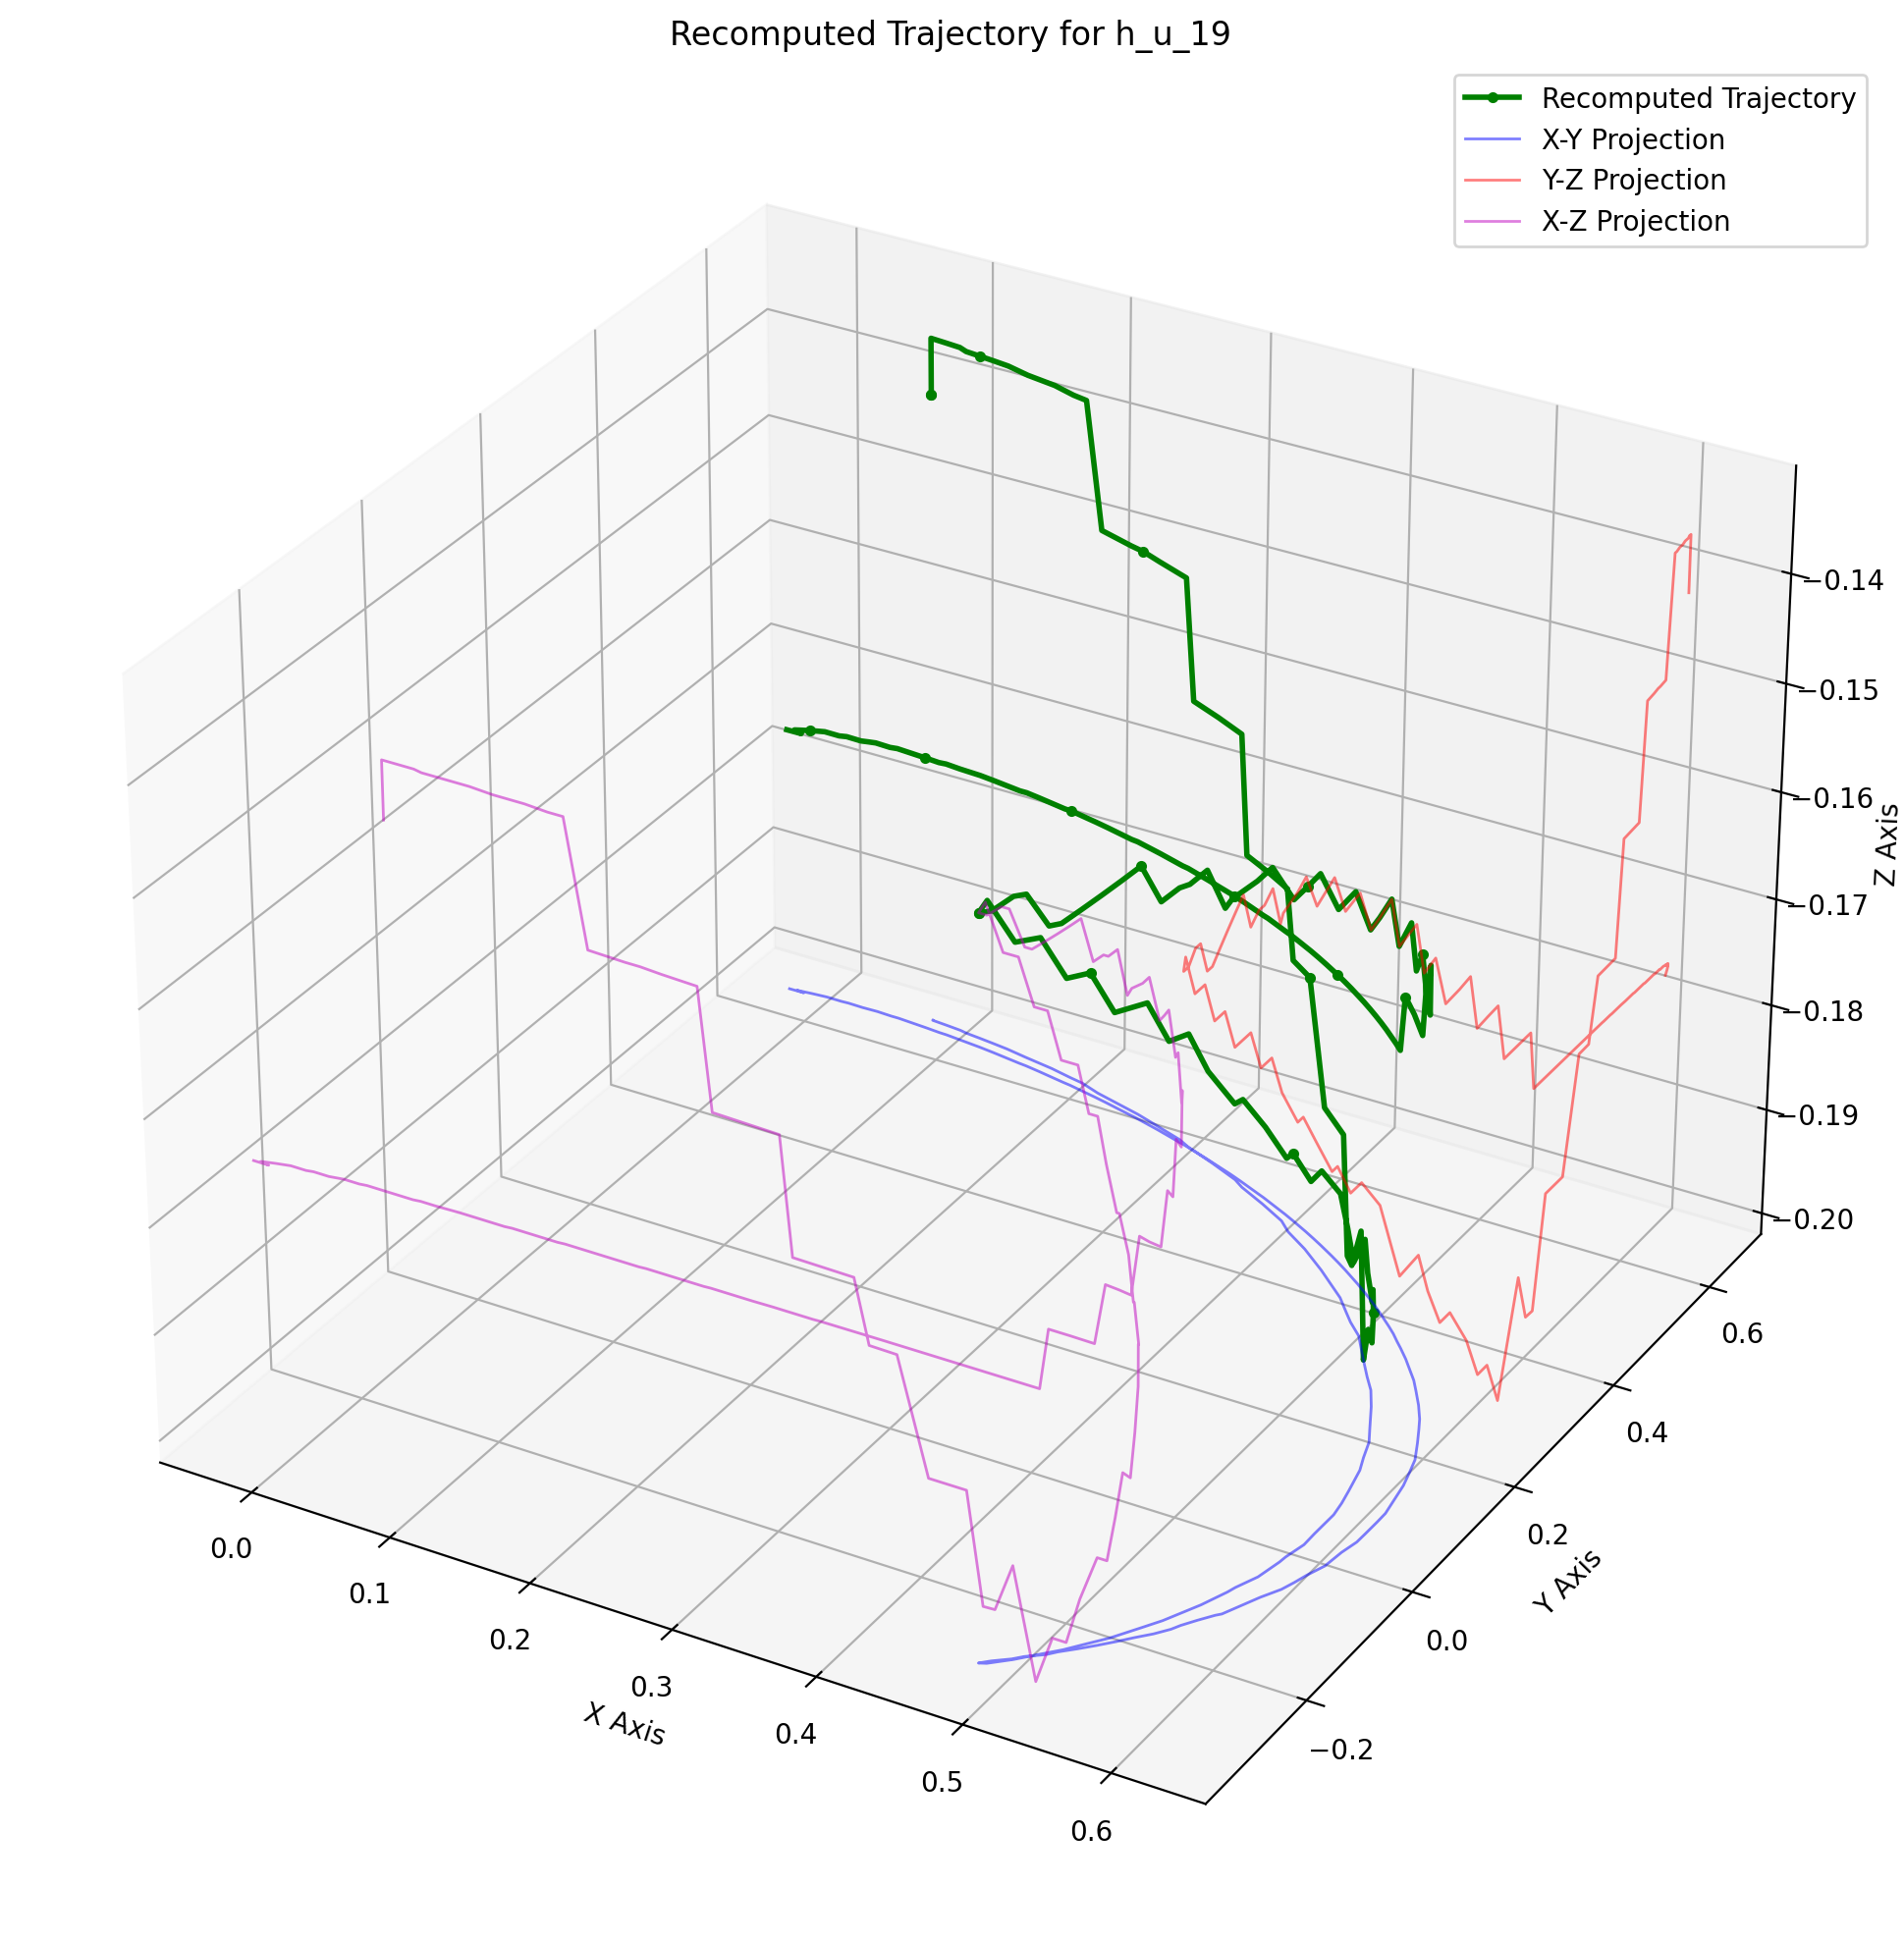 Recomputed Trajectory for h_u_19
Recomputed Trajectory
X-Y Projection
Y-Z Projection
X-Z Projection
−0.14
−0.15
−0.16
−0.17
−0.18
−0.19
−0.20
Z Axis
0.6
0.4
0.2
0.0
−0.2
Y Axis
0.0
0.1
0.2
0.3
0.4
0.5
0.6
X Axis